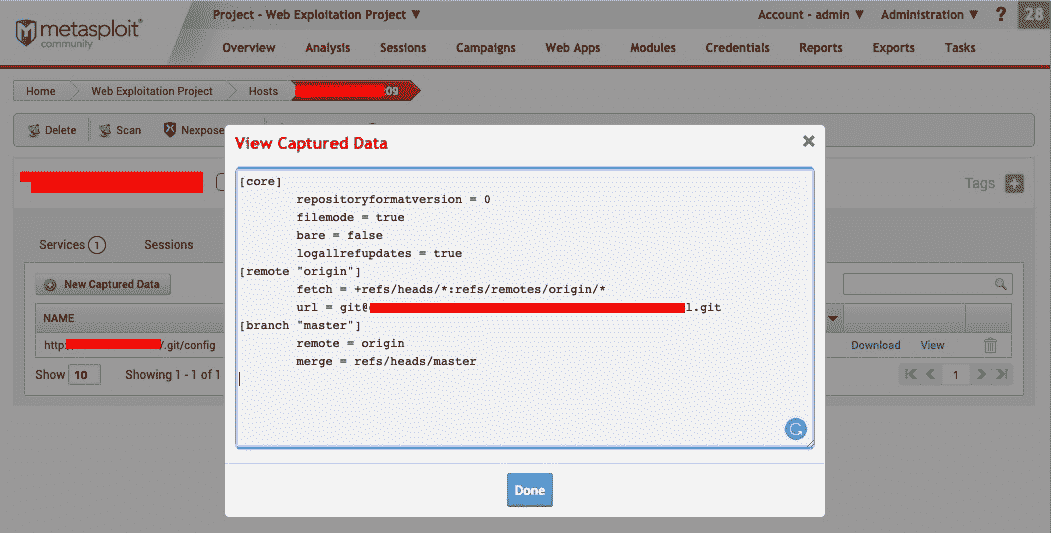 metasploit®
community
Project - Web Exploitation Project ▼
Account - admin ▼
Administration ▼
?
28
Overview
Analysis
Sessions
Campaigns
Web Apps
Modules
Credentials
Reports
Exports
Tasks
Home
Web Exploitation Project
Hosts
:09
Delete
Scan
Nexpose
View Captured Data
[core]
repositoryformatversion = 0
filemode = true
bare = false
logallrefupdates = true
[remote "origin"]
fetch = +refs/heads/*:refs/remotes/origin/*
url = git@ l.git
[branch "master"]
remote = origin
merge = refs/heads/master
Done
Tags
Services 1
Sessions
New Captured Data
NAME
http: /.git/config
Download
View
Show 10
Showing 1 - 1 of 1
1